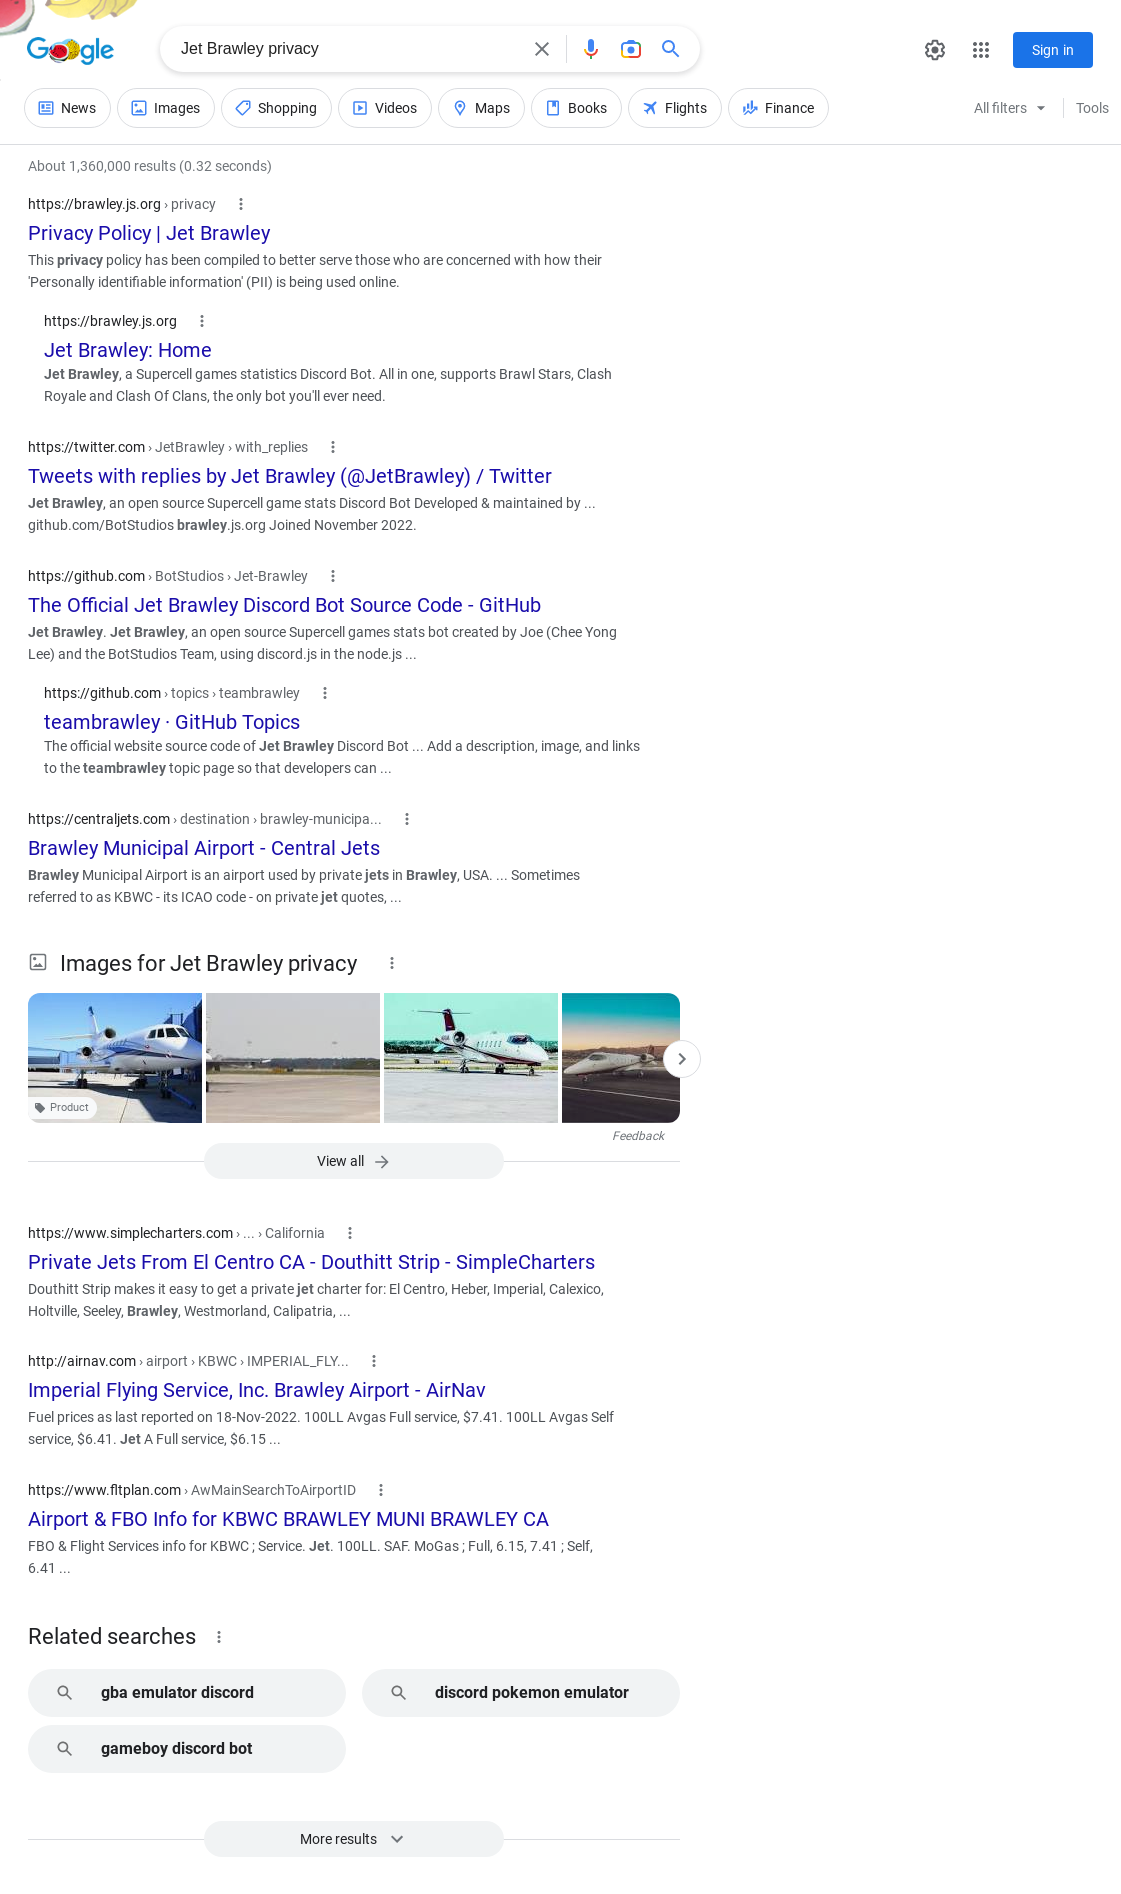 Google
Jet Brawley privacy
Sign in
News
Images
Shopping
Videos
Maps
Books
Flights
Finance
All filters
Tools
About 1,360,000 results (0.32 seconds)
https://brawley.js.org › privacy
Privacy Policy | Jet Brawley
This privacy policy has been compiled to better serve those who are concerned with how their
'Personally identifiable information' (PII) is being used online.
https://brawley.js.org
Jet Brawley: Home
Jet Brawley, a Supercell games statistics Discord Bot. All in one, supports Brawl Stars, Clash
Royale and Clash Of Clans, the only bot you'll ever need.
https://twitter.com › JetBrawley › with_replies
Tweets with replies by Jet Brawley (@JetBrawley) / Twitter
Jet Brawley, an open source Supercell game stats Discord Bot Developed & maintained by ...
github.com/BotStudios brawley.js.org Joined November 2022.
https://github.com › BotStudios › Jet-Brawley
The Official Jet Brawley Discord Bot Source Code - GitHub
Jet Brawley. Jet Brawley, an open source Supercell games stats bot created by Joe (Chee Yong
Lee) and the BotStudios Team, using discord.js in the node.js ...
https://github.com › topics › teambrawley
teambrawley · GitHub Topics
The official website source code of Jet Brawley Discord Bot ... Add a description, image, and links
to the teambrawley topic page so that developers can ...
https://centraljets.com › destination › brawley-municipa...
Brawley Municipal Airport - Central Jets
Brawley Municipal Airport is an airport used by private jets in Brawley, USA. ... Sometimes
referred to as KBWC - its ICAO code - on private jet quotes, ...
Images for Jet Brawley privacy
Product
Feedback
View all
https://www.simplecharters.com › ... › California
Private Jets From El Centro CA - Douthitt Strip - SimpleCharters
Douthitt Strip makes it easy to get a private jet charter for: El Centro, Heber, Imperial, Calexico,
Holtville, Seeley, Brawley, Westmorland, Calipatria, ...
http://airnav.com › airport › KBWC › IMPERIAL_FLY...
Imperial Flying Service, Inc. Brawley Airport - AirNav
Fuel prices as last reported on 18-Nov-2022. 100LL Avgas Full service, $7.41. 100LL Avgas Self
service, $6.41. Jet A Full service, $6.15 ...
https://www.fltplan.com › AwMainSearchToAirportID
Airport & FBO Info for KBWC BRAWLEY MUNI BRAWLEY CA
FBO & Flight Services info for KBWC ; Service. Jet. 100LL. SAF. MoGas ; Full, 6.15, 7.41 ; Self,
6.41 ...
Related searches
gba emulator discord
discord pokemon emulator
gameboy discord bot
More results